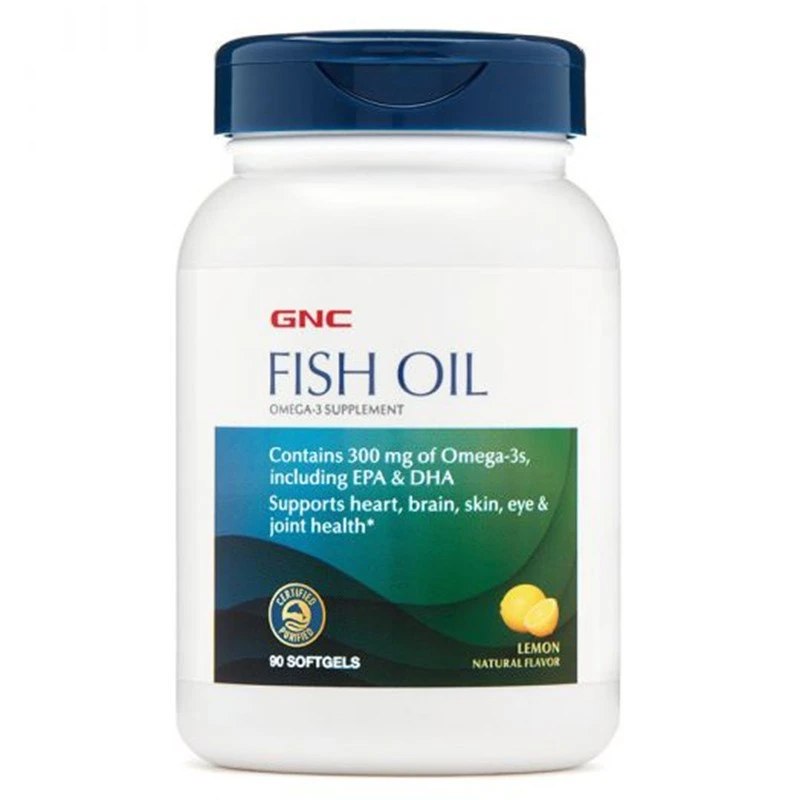 GNC
FISH OIL
OMEGA-3 SUPPLEMENT
Contains 300 mg of Omega-3s,
including EPA & DHA
Supports heart, brain, skin, eye &
joint health*
CERTIFIED
PURIFIED
90 SOFTGELS
LEMON
NATURAL FLAVOR